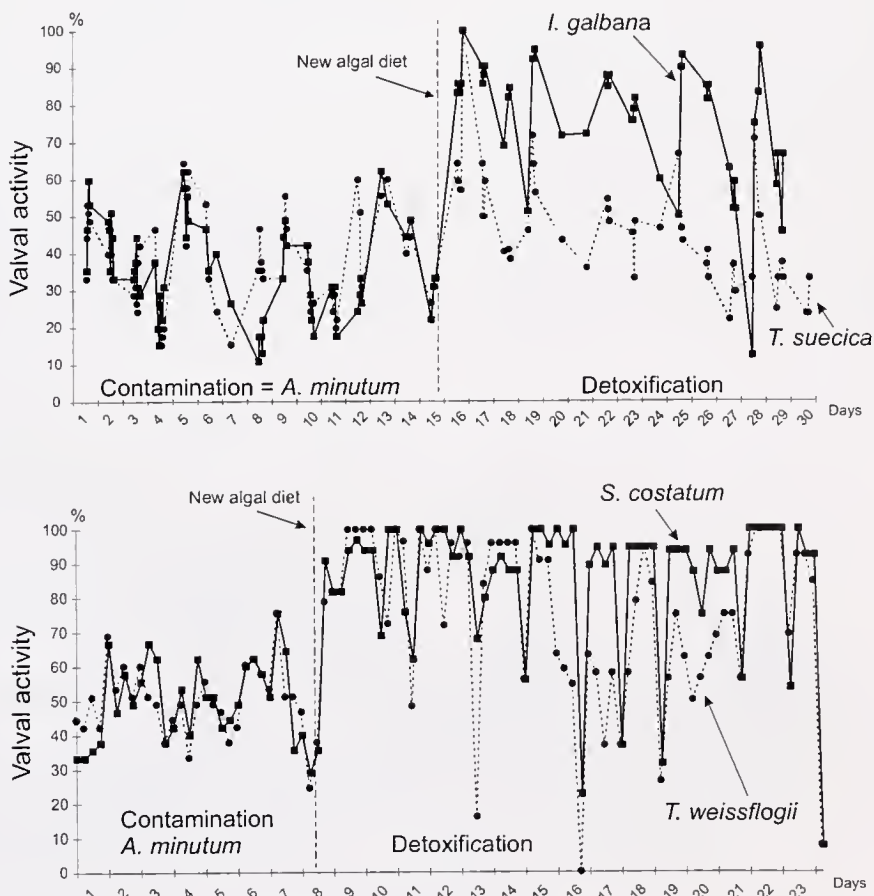 %
100
90
80
70
60
50
40
30
20
10
0
Valval activity
New algal diet
I. galbana
T. suecica
Contamination = A. minutum
Detoxification
1 2 3 4 5 6 7 8 9 10 11 12 13 14 15 16 17 18 19 20 21 22 23 24 25 26 27 28 29 30 Days
%
100
90
80
70
60
50
40
30
20
10
0
Valval activity
New algal diet
S. costatum
T. weissflogii
Contamination
A. minutum
Detoxification
1 2 3 4 5 6 7 8 9 10 11 12 13 14 15 16 17 18 19 20 21 22 23 Days